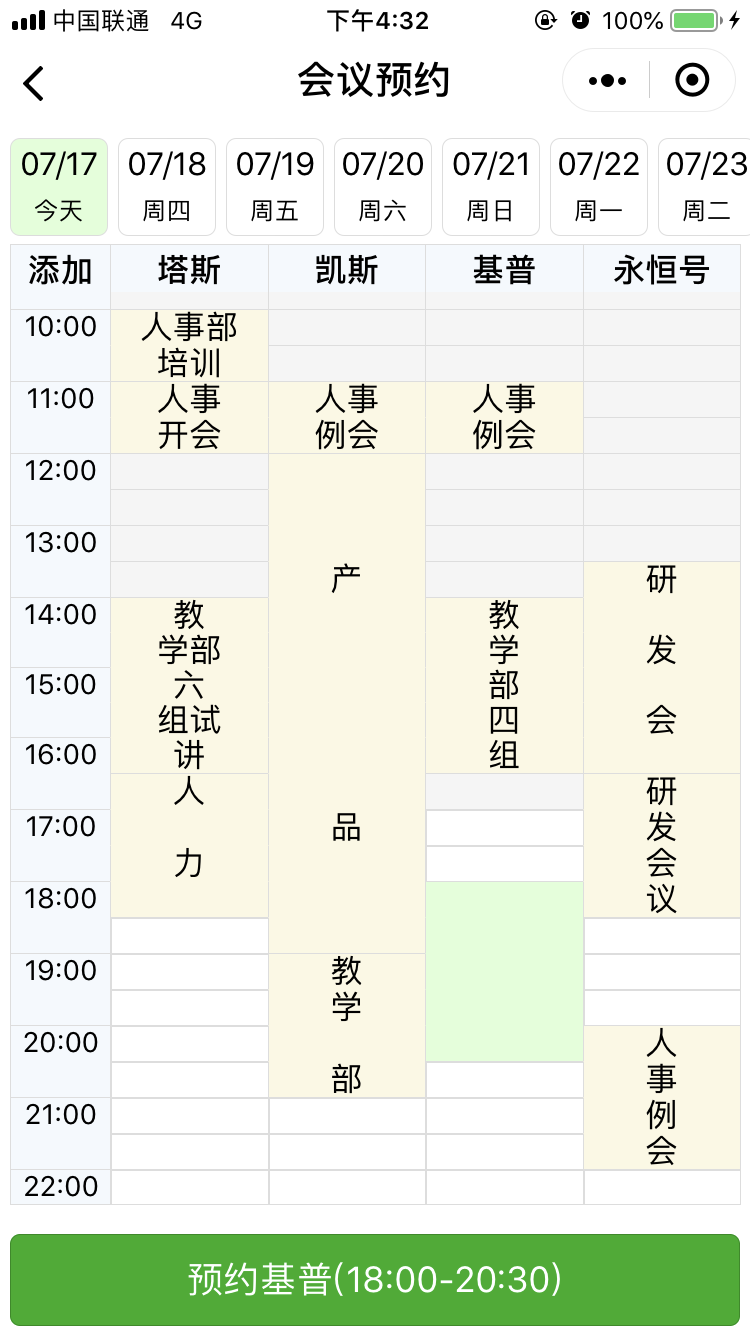 中国联通 4G 下午4:32 100%
会议预约
07/17 07/18 07/19 07/20 07/21 07/22 07/23
今天 周四 周五 周六 周日 周一 周二
添加 塔斯 凯斯 基普 永恒号
10:00
人事部
培训
11:00
人事
开会
人事
例会
人事
例会
12:00
13:00
产
研
14:00
教
学部
六
组试
讲
教
学
部
四
组
发
15:00
会
16:00
人
力
研
发
会
议
17:00
品
18:00
19:00
教
学
部
20:00
人
事
例
会
21:00
22:00
预约基普(18:00-20:30)